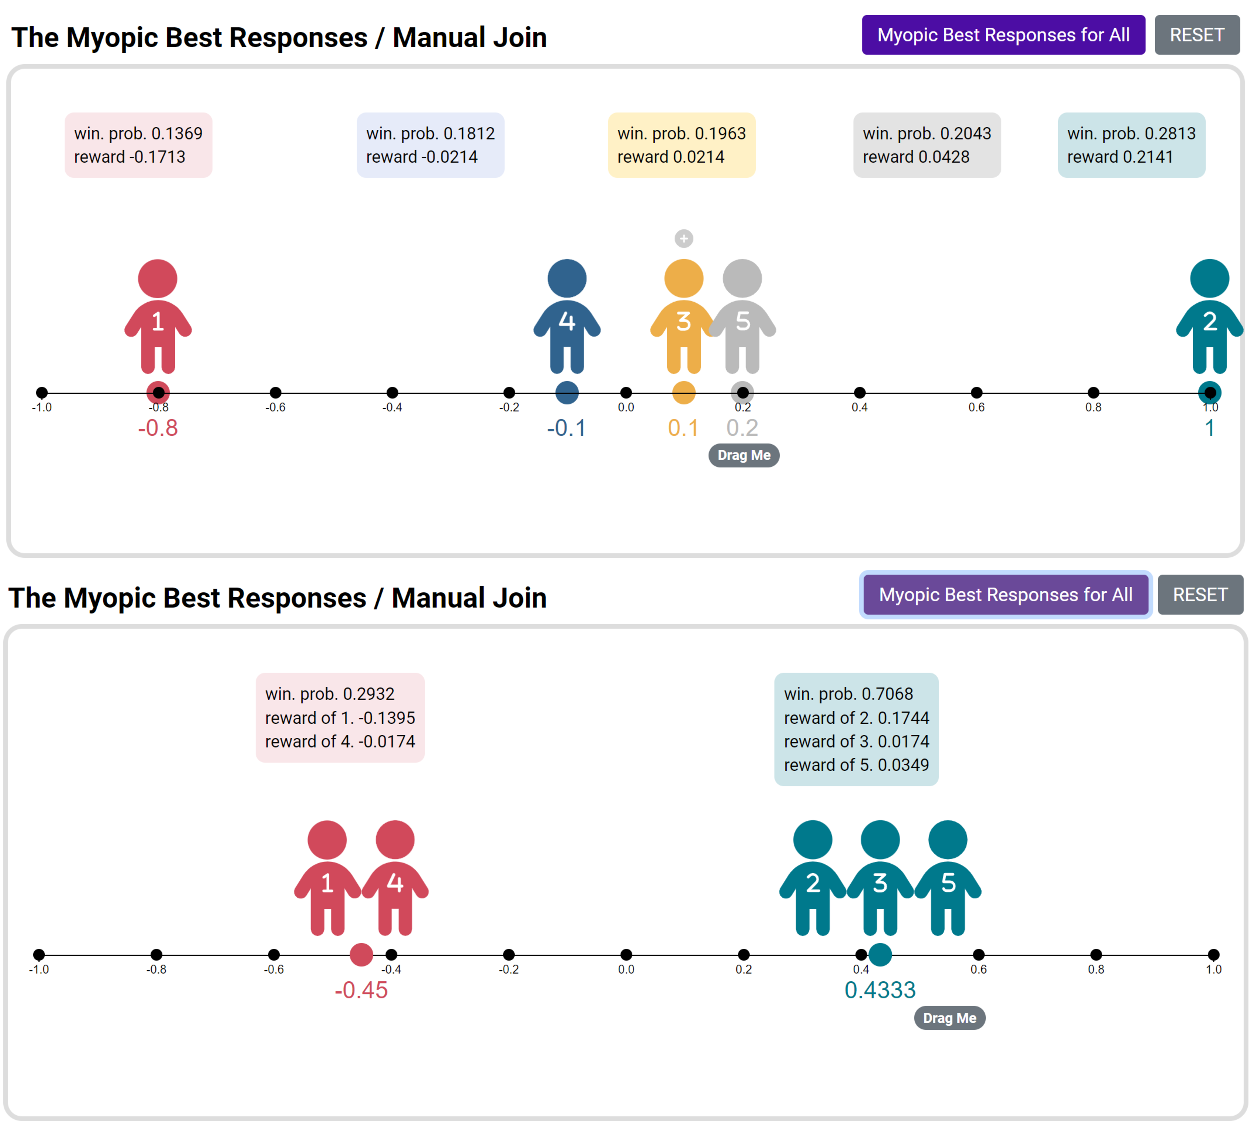 The Myopic Best Responses / Manual Join
Myopic Best Responses for All
RESET
win. prob. 0.1369
reward -0.1713
win. prob. 0.1812
reward -0.0214
win. prob. 0.1963
reward 0.0214
win. prob. 0.2043
reward 0.0428
win. prob. 0.2813
reward 0.2141
+
1
4
3
5
2
-1.0
-0.8
-0.6
-0.4
-0.2
0.0
0.2
0.4
0.6
0.8
1.0
-0.8
-0.1
0.1
0.2
1
Drag Me
The Myopic Best Responses / Manual Join
Myopic Best Responses for All
RESET
win. prob. 0.2932
reward of 1. -0.1395
reward of 4. -0.0174
win. prob. 0.7068
reward of 2. 0.1744
reward of 3. 0.0174
reward of 5. 0.0349
1
4
2
3
5
-1.0
-0.8
-0.6
-0.4
-0.2
0.0
0.2
0.4
0.6
0.8
1.0
-0.45
0.4333
Drag Me